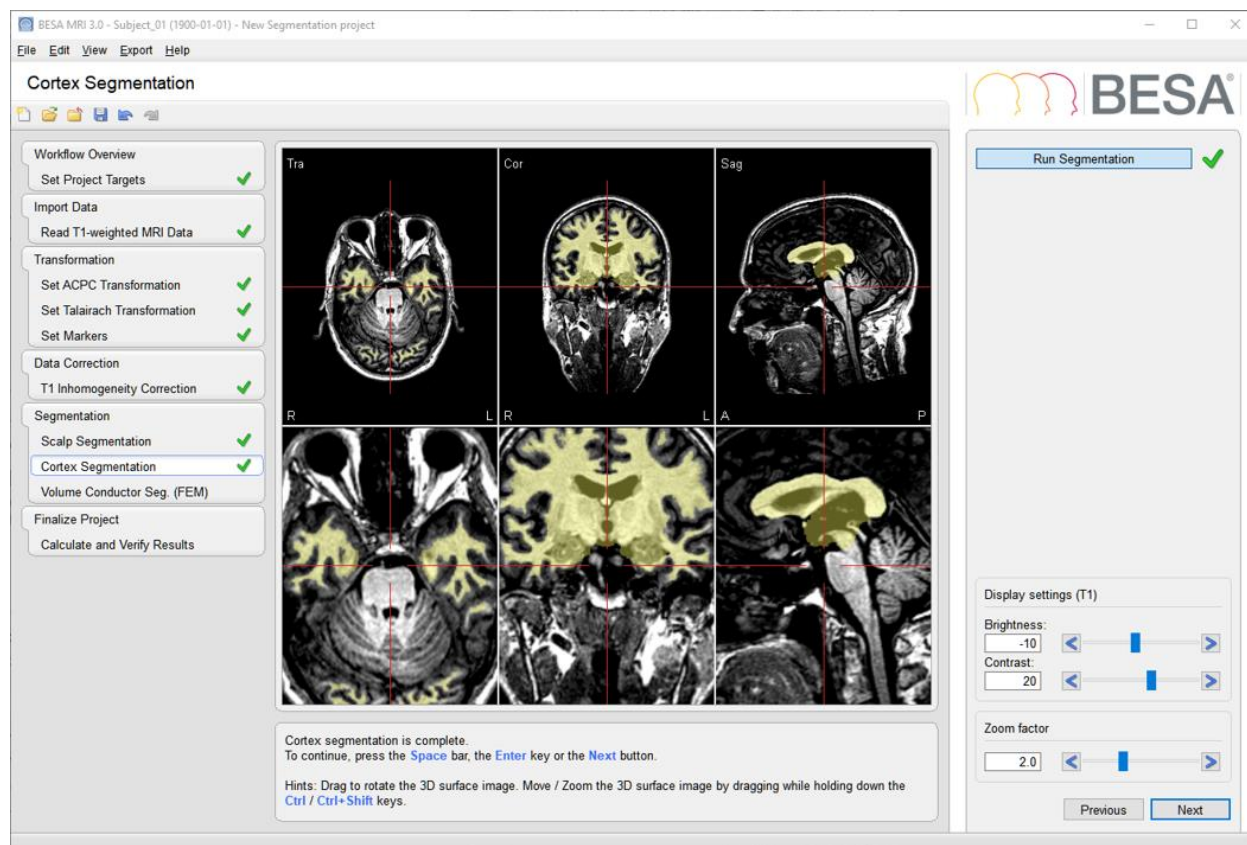 BESA MRI 3.0 - Subject_01 (1900-01-01) - New Segmentation project
File Edit View Export Help
Cortex Segmentation
BESA®
Workflow Overview
Set Project Targets
Import Data
Read T1-weighted MRI Data
Transformation
Set ACPC Transformation
Set Talairach Transformation
Set Markers
Data Correction
T1 Inhomogeneity Correction
Segmentation
Scalp Segmentation
Cortex Segmentation
Volume Conductor Seg. (FEM)
Finalize Project
Calculate and Verify Results
Tra Cor Sag
R L R L A P
Cortex segmentation is complete.
To continue, press the Space bar, the Enter key or the Next button.
Hints: Drag to rotate the 3D surface image. Move / Zoom the 3D surface image by dragging while holding down the
Ctrl / Ctrl+Shift keys.
Run Segmentation
Display settings (T1)
Brightness:
-10
Contrast:
20
Zoom factor
2.0
Previous Next